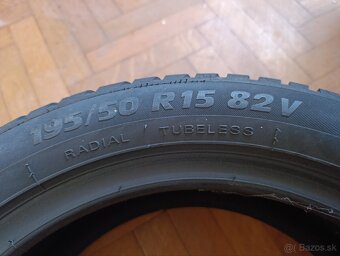 195/50 R15 82V
RADIAL TUBELESS
Bazos.sk